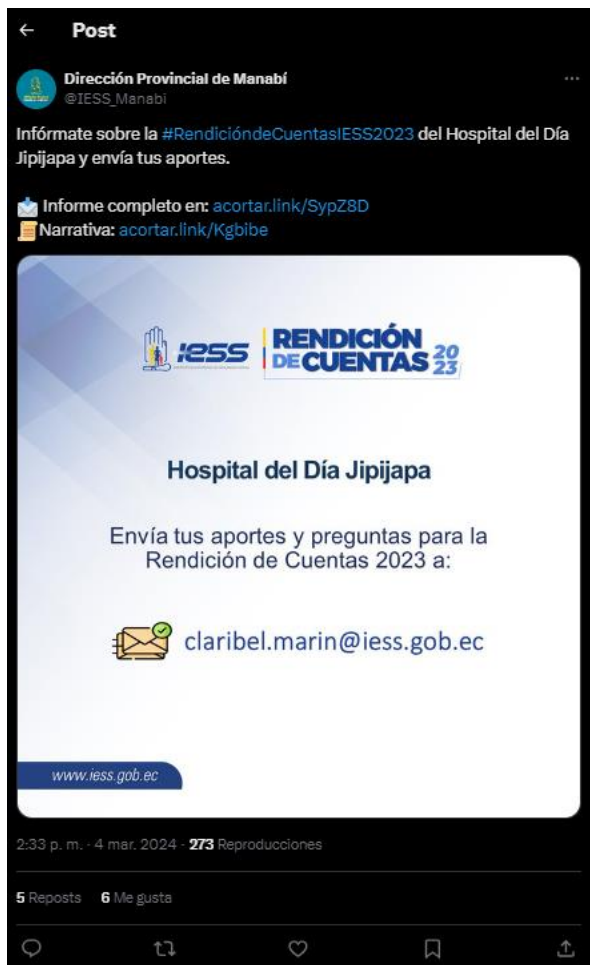 Post
Dirección Provincial de Manabí
@IESS_Manabi
Infórmate sobre la #RendicióndeCuentasIESS2023 del Hospital del Día
Jipijapa y envía tus aportes.
Informe completo en: acortar.link/SypZ8D
Narrativa: acortar.link/Kgbibe
IESS
RENDICIÓN
DE CUENTAS 2023
Hospital del Día Jipijapa
Envía tus aportes y preguntas para la
Rendición de Cuentas 2023 a:
claribel.marin@iess.gob.ec
www.iess.gob.ec
2:33 p. m. · 4 mar. 2024 · 273 Reproducciones
5 Reposts 6 Me gusta